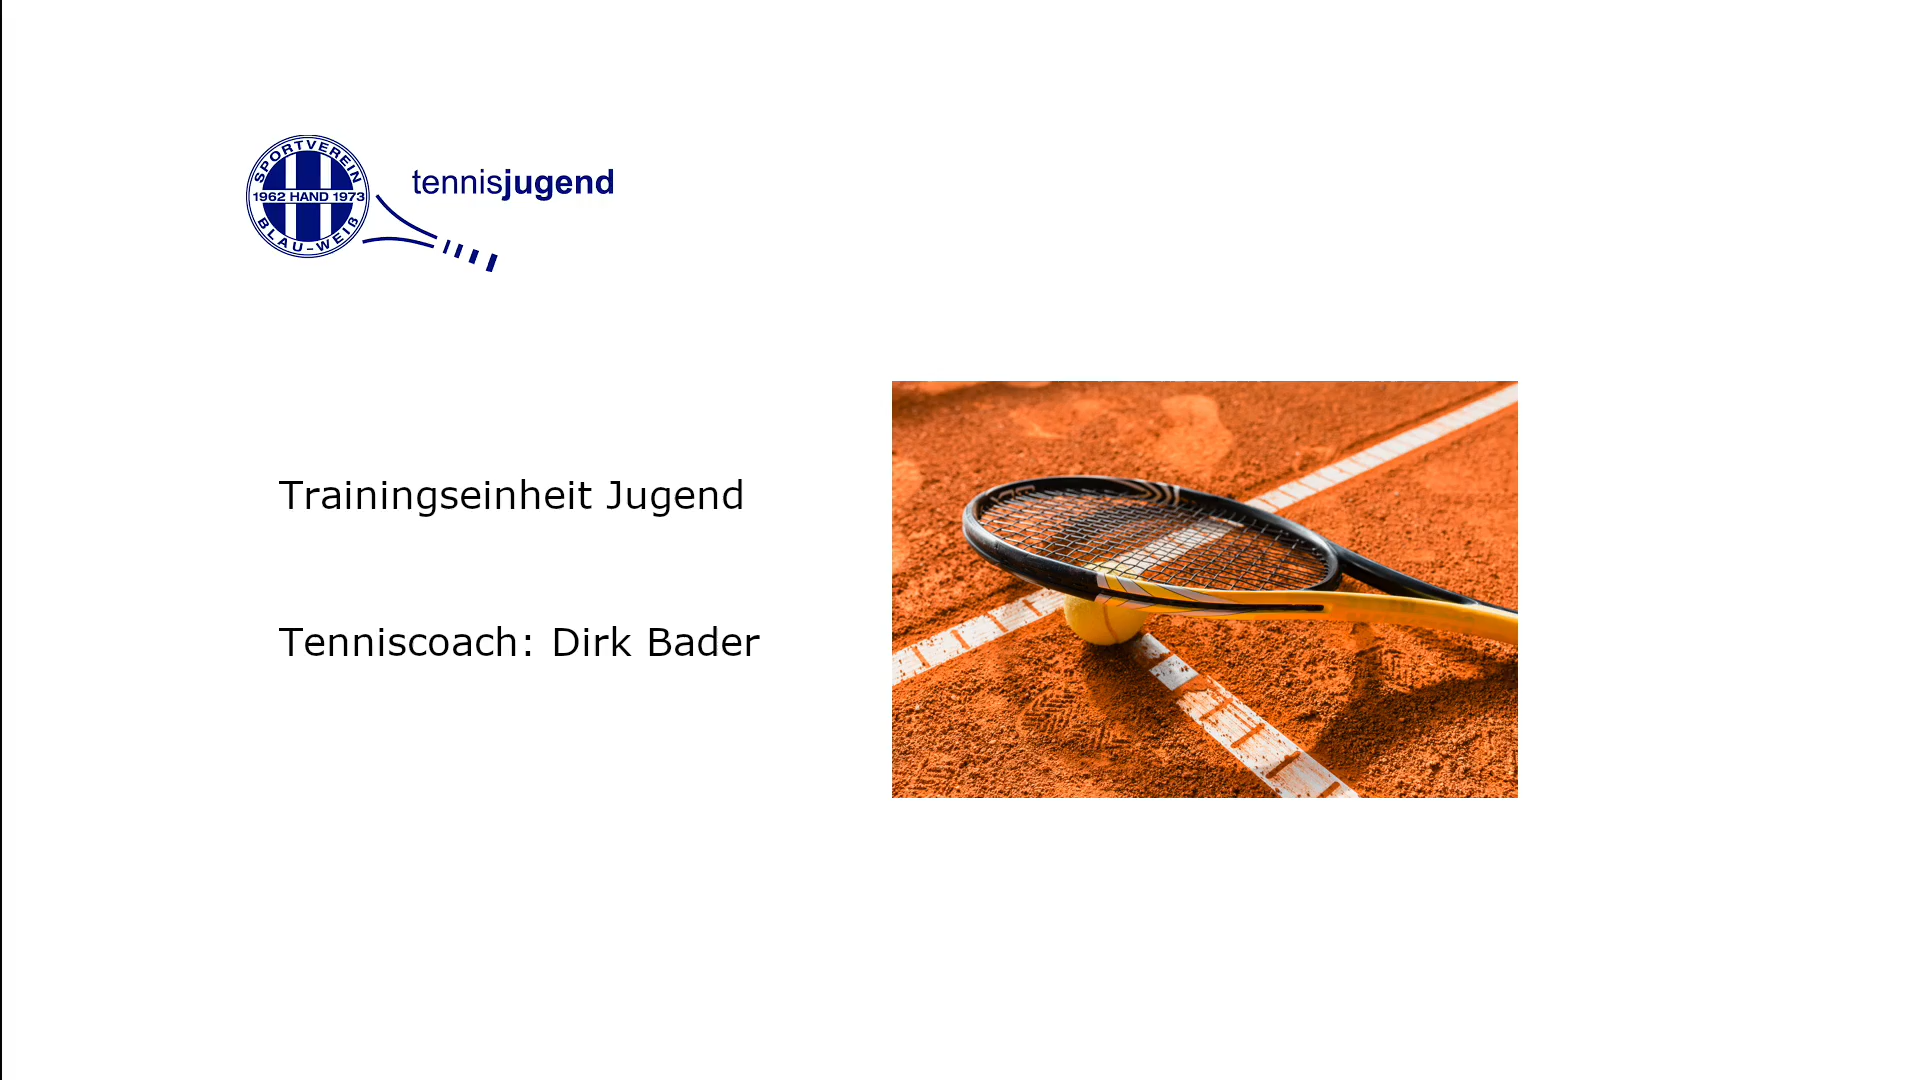 SPORTVEREIN
1962 HAND 1973
BLAU-WEIß
tennisjugend
Trainingseinheit Jugend
Tenniscoach: Dirk Bader